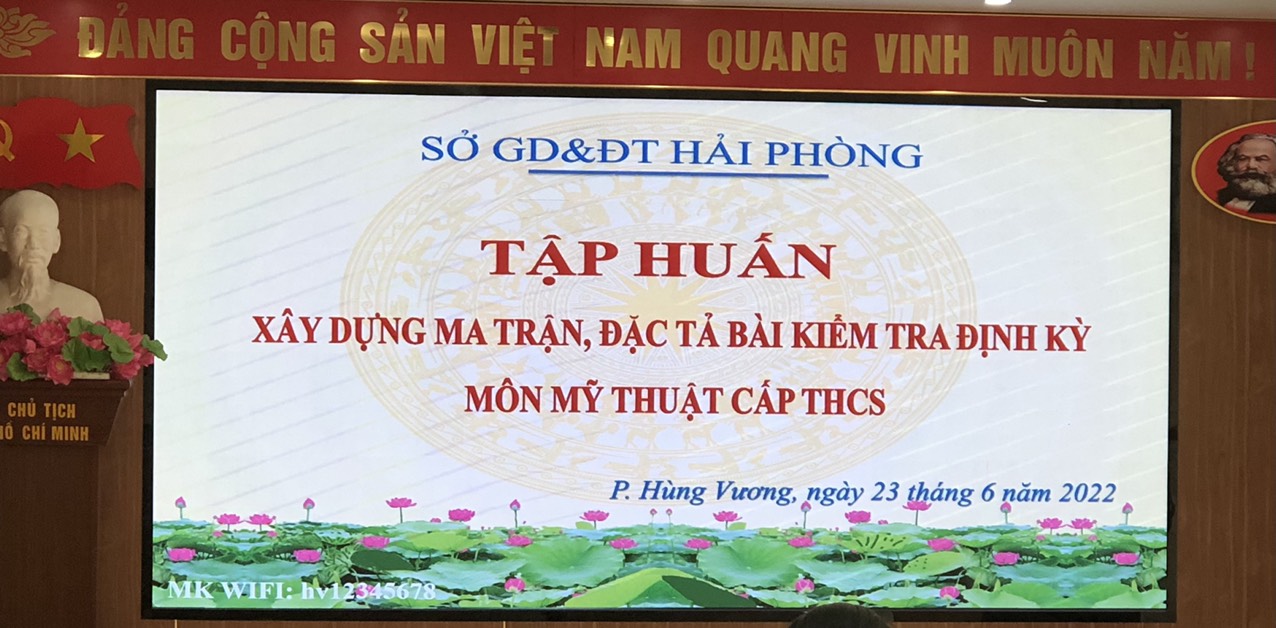 ĐẢNG CỘNG SẢN VIỆT NAM QUANG VINH MUÔN NĂM !
SỞ GD&ĐT HẢI PHÒNG
TẬP HUẤN
XÂY DỰNG MA TRẬN, ĐẶC TẢ BÀI KIỂM TRA ĐỊNH KỲ
MÔN MỸ THUẬT CẤP THCS
P. Hùng Vương, ngày 23 tháng 6 năm 2022
MK WIFI: hv12345678
CHỦ TỊCH
HỒ CHÍ MINH